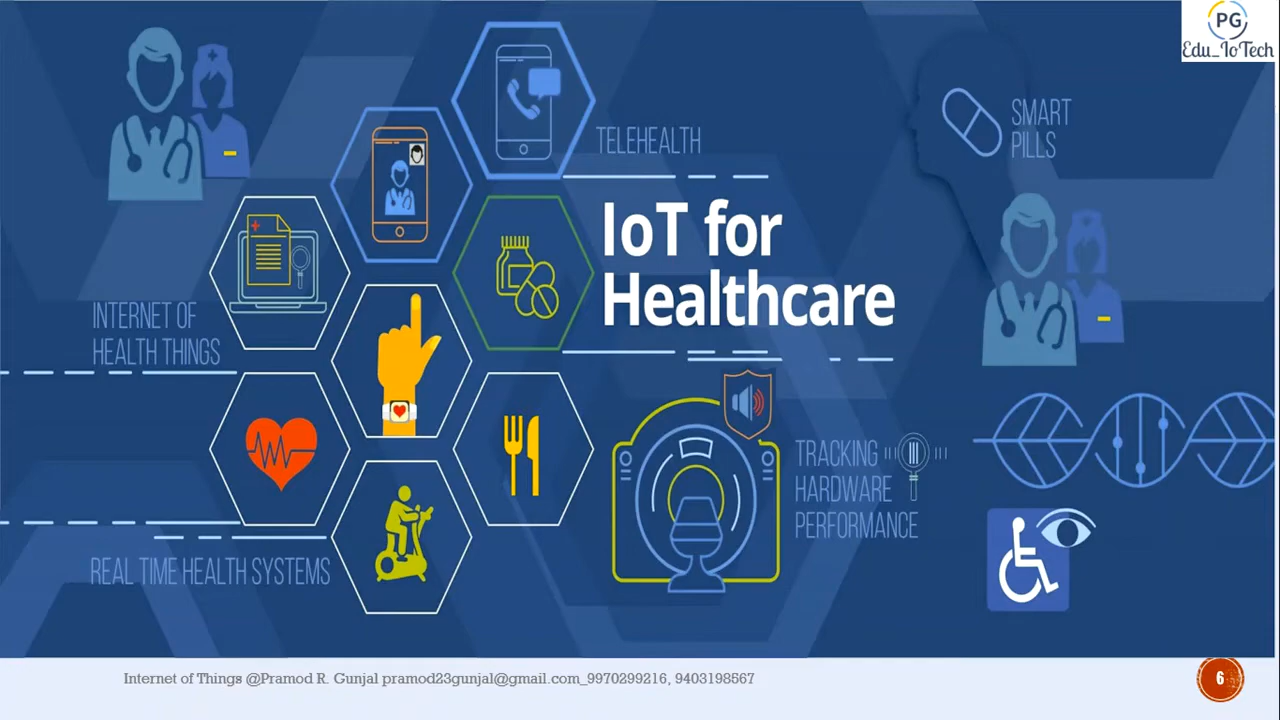 PG
Edu_IoTech
TELEHEALTH
SMART
PILLS
IoT for
Healthcare
INTERNET OF
HEALTH THINGS
TRACKING
HARDWARE
PERFORMANCE
REAL TIME HEALTH SYSTEMS
Internet of Things @Pramod R. Gunjal pramod23gunjal@gmail.com_9970299216, 9403198567
6